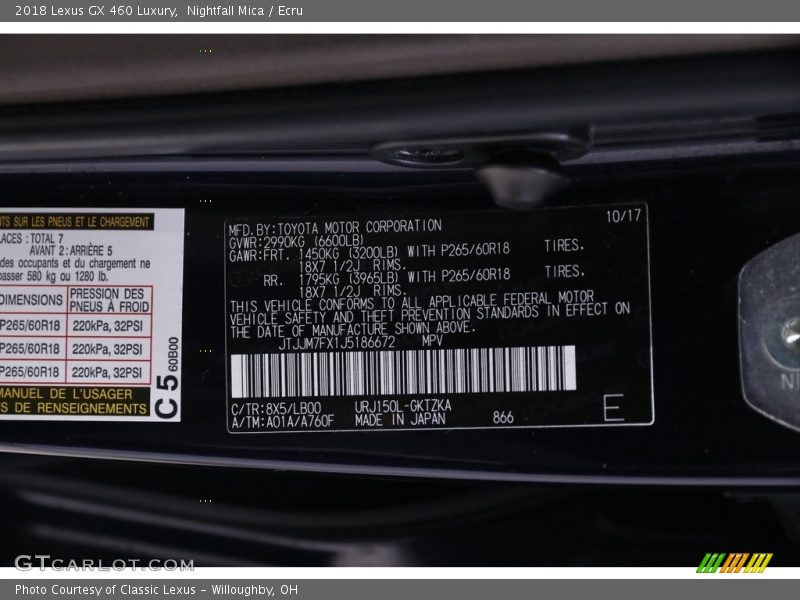 2018 Lexus GX 460 Luxury, Nightfall Mica / Ecru
NTS SUR LES PNEUS ET LE CHARGEMENT
LACES : TOTAL 7
AVANT 2 : ARRIÈRE 5
des occupants et du chargement ne
passer 580 kg ou 1280 lb.
DIMENSIONS PRESSION DES PNEUS À FROID
P265/60R18 220kPa, 32PSI
P265/60R18 220kPa, 32PSI
P265/60R18 220kPa, 32PSI
MANUEL DE L'USAGER
S DE RENSEIGNEMENTS
C5 60B00
10/17
MFD.BY:TOYOTA MOTOR CORPORATION
GVWR:2990KG (6600LB)
GAWR:FRT. 1450KG (3200LB) WITH P265/60R18 TIRES.
18X7 1/2J RIMS.
RR. 1795KG (3965LB) WITH P265/60R18 TIRES.
18X7 1/2J RIMS.
THIS VEHICLE CONFORMS TO ALL APPLICABLE FEDERAL MOTOR
VEHICLE SAFETY AND THEFT PREVENTION STANDARDS IN EFFECT ON
THE DATE OF MANUFACTURE SHOWN ABOVE.
JTJJM7FX1J5186672 MPV
C/TR:8X5/LB00 URJ150L-GKTZKA
A/TM:A01A/A760F MADE IN JAPAN 866
E
NI
GTCARLOT.COM
Photo Courtesy of Classic Lexus - Willoughby, OH